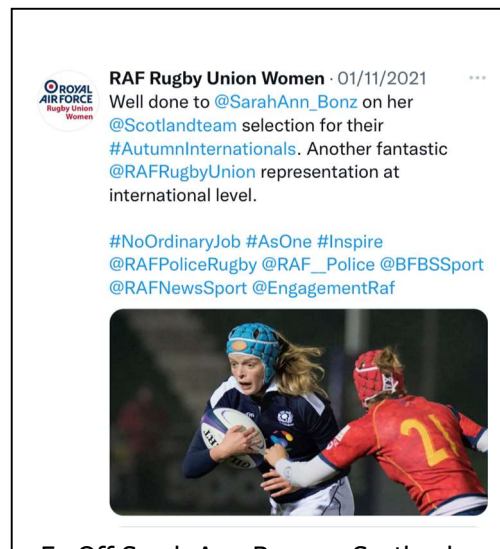 ROYAL
AIR FORCE
Rugby Union
Women
RAF Rugby Union Women · 01/11/2021
Well done to @SarahAnn_Bonz on her
@Scotlandteam selection for their
#AutumnInternationals. Another fantastic
@RAFRugbyUnion representation at
international level.
#NoOrdinaryJob #AsOne #Inspire
@RAFPoliceRugby @RAF__Police @BFBSSport
@RAFNewsSport @EngagementRaf
21